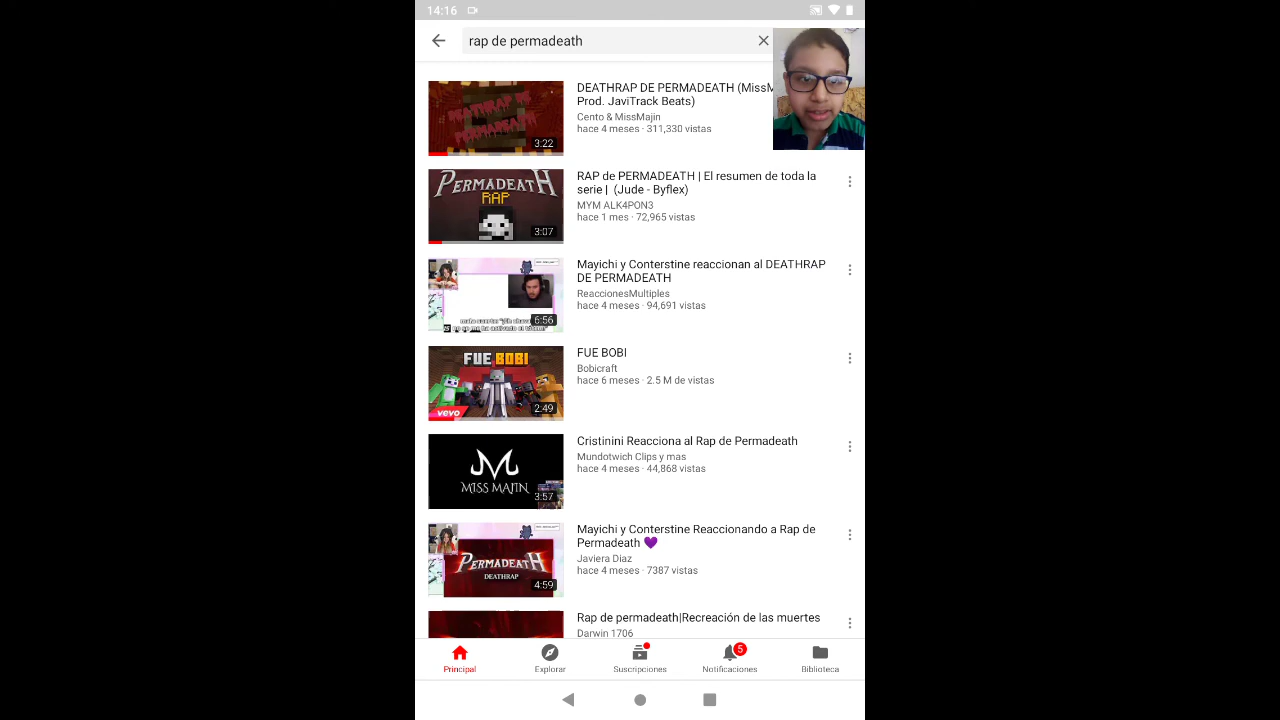 14:16
rap de permadeath
DEATHRAP DE PERMADEATH (MissM
Prod. JaviTrack Beats)
Cento & MissMajin
hace 4 meses · 311,330 vistas
DEATHRAP DE
PERMADEATH
3:22
RAP de PERMADEATH | El resumen de toda la
serie | (Jude - Byflex)
MYM ALK4PON3
hace 1 mes · 72,965 vistas
PERMADEATH
RAP
3:07
Mayichi y Conterstine reaccionan al DEATHRAP
DE PERMADEATH
ReaccionesMultiples
hace 4 meses · 94,691 vistas
6:56
FUE BOBI
Bobicraft
hace 6 meses · 2.5 M de vistas
FUE BOBI
vevo
2:49
Cristinini Reacciona al Rap de Permadeath
Mundotwich Clips y mas
hace 4 meses · 44,868 vistas
MISS MAJIN
3:57
Mayichi y Conterstine Reaccionando a Rap de
Permadeath 💜
Javiera Diaz
hace 4 meses · 7387 vistas
PERMADEATH
DEATHRAP
4:59
Rap de permadeath|Recreación de las muertes
Darwin 1706
5
Principal
Explorar
Suscripciones
Notificaciones
Biblioteca